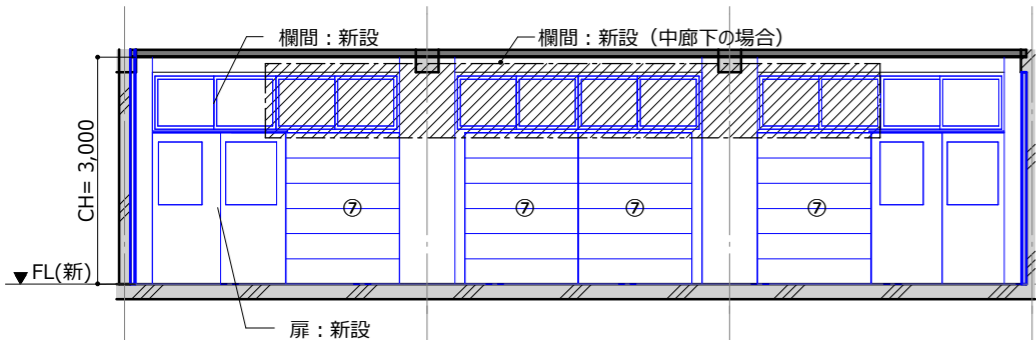 欄間：新設
欄間：新設（中廊下の場合）
CH= 3,000
⑦ ⑦ ⑦ ⑦
FL(新)
扉：新設